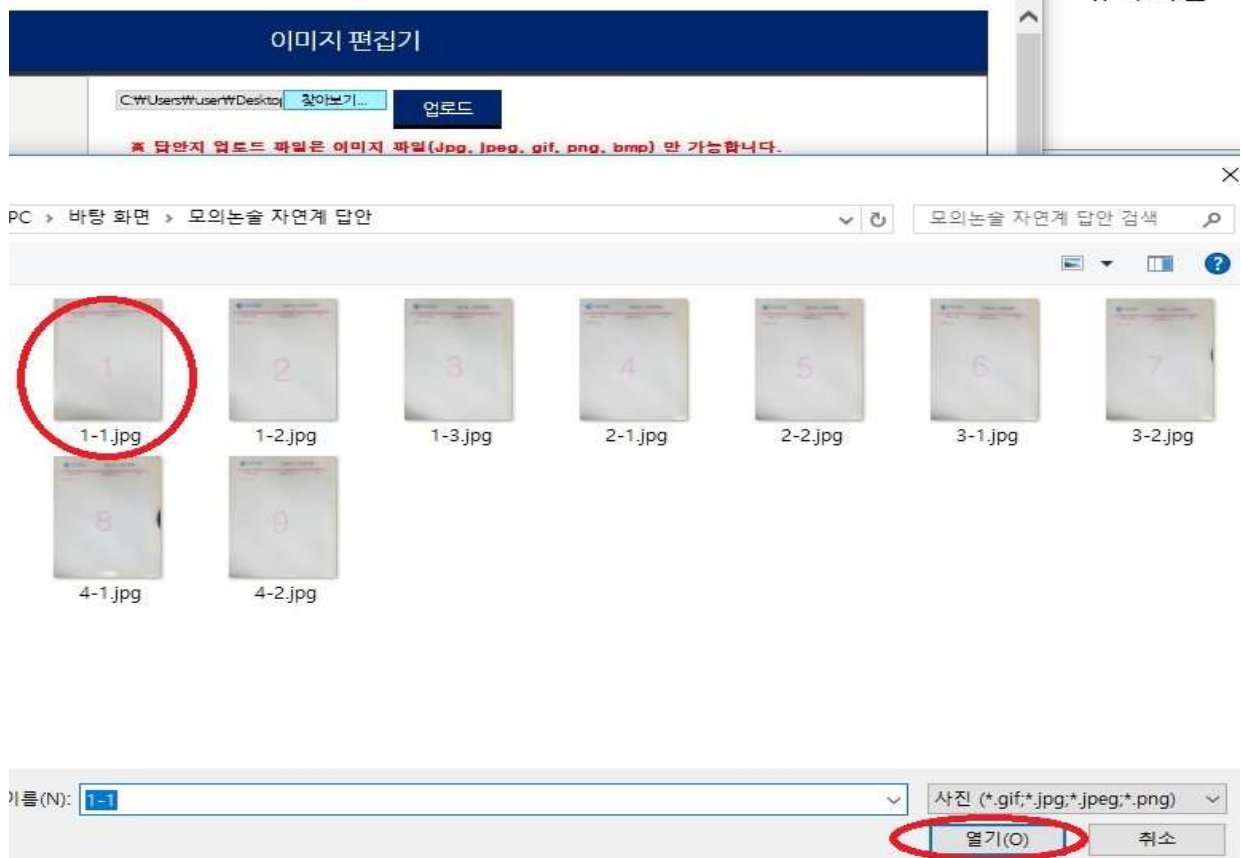 이미지 편집기
C:₩Users₩user₩Desktop 찾아보기... 업로드
※ 답안지 업로드 파일은 이미지 파일(Jpg, Jpeg, gif, png, bmp) 만 가능합니다.
PC > 바탕 화면 > 모의논술 자연계 답안
모의논술 자연계 답안 검색
1 2 3 4 5 6 7
1-1.jpg 1-2.jpg 1-3.jpg 2-1.jpg 2-2.jpg 3-1.jpg 3-2.jpg
8 9
4-1.jpg 4-2.jpg
이름(N): 1-1 사진 (*.gif;*.jpg;*.jpeg;*.png)
열기(O) 취소